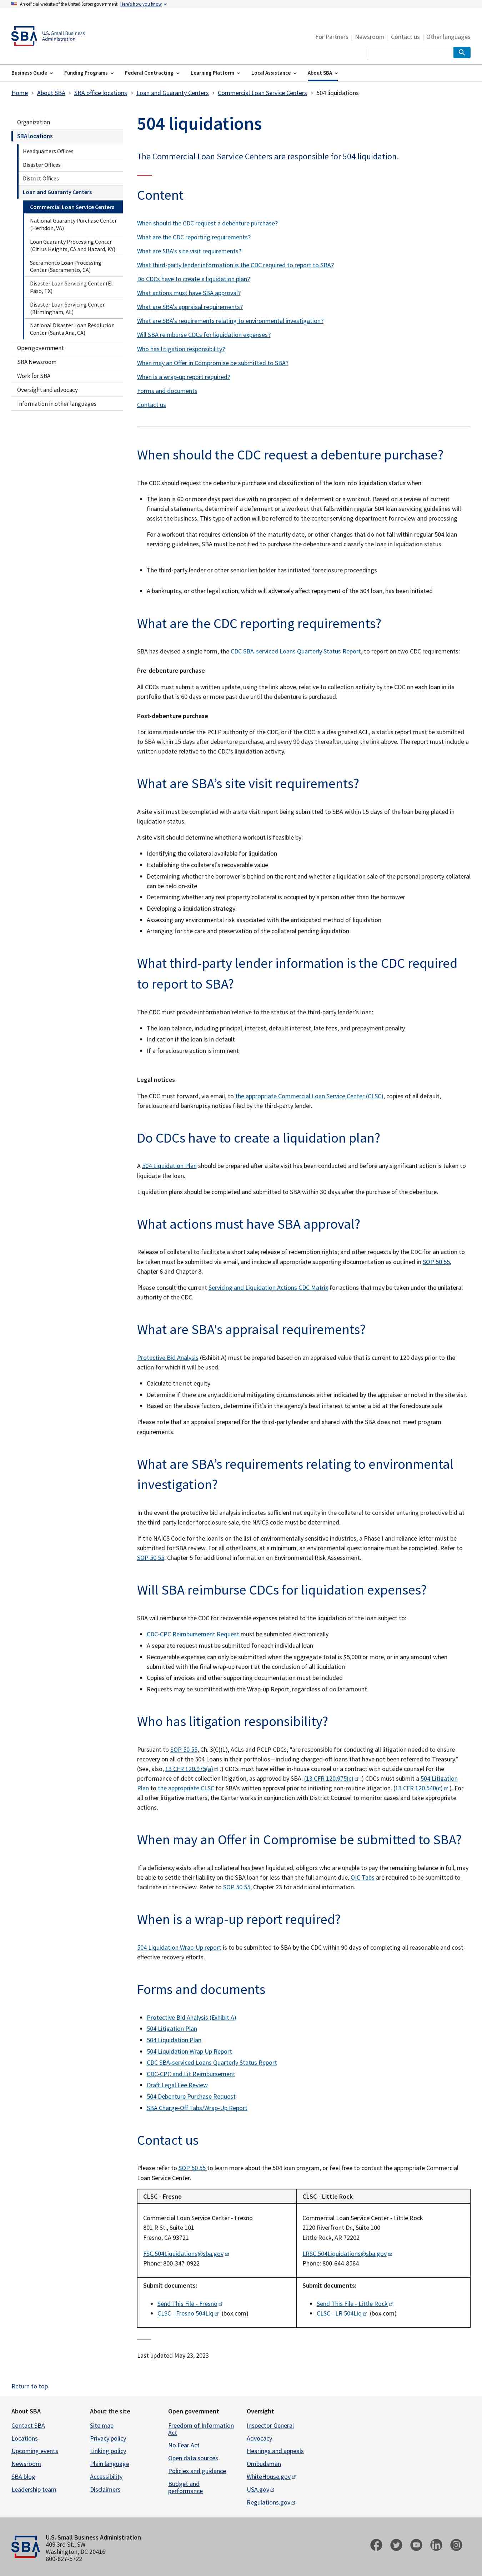 An official website of the United States government Here's how you know
SBA U.S. Small Business
Administration
For Partners Newsroom Contact us Other languages
Business Guide Funding Programs Federal Contracting Learning Platform Local Assistance About SBA
Home About SBA SBA office locations Loan and Guaranty Centers Commercial Loan Service Centers 504 liquidations
Organization
SBA locations
Headquarters Offices
Disaster Offices
District Offices
Loan and Guaranty Centers
Commercial Loan Service Centers
National Guaranty Purchase Center
(Herndon, VA)
Loan Guaranty Processing Center
(Citrus Heights, CA and Hazard, KY)
Sacramento Loan Processing
Center (Sacramento, CA)
Disaster Loan Servicing Center (El
Paso, TX)
Disaster Loan Servicing Center
(Birmingham, AL)
National Disaster Loan Resolution
Center (Santa Ana, CA)
Open government
SBA Newsroom
Work for SBA
Oversight and advocacy
Information in other languages
504 liquidations
The Commercial Loan Service Centers are responsible for 504 liquidation.
Content
When should the CDC request a debenture purchase?
What are the CDC reporting requirements?
What are SBA's site visit requirements?
What third-party lender information is the CDC required to report to SBA?
Do CDCs have to create a liquidation plan?
What actions must have SBA approval?
What are SBA's appraisal requirements?
What are SBA's requirements relating to environmental investigation?
Will SBA reimburse CDCs for liquidation expenses?
Who has litigation responsibility?
When may an Offer in Compromise be submitted to SBA?
When is a wrap-up report required?
Forms and documents
Contact us
When should the CDC request a debenture purchase?
The CDC should request the debenture purchase and classification of the loan into liquidation status when:
• The loan is 60 or more days past due with no prospect of a deferment or a workout. Based on a review of current
financial statements, determine if a deferment or a workout that falls within regular 504 loan servicing guidelines will
assist the business. This type of action will be referred to the center servicing department for review and processing
For a workout that requires extension of the maturity date, or other changes that do not fall within regular 504 loan
servicing guidelines, SBA must be notified to purchase the debenture and classify the loan in liquidation status.
• The third-party lender or other senior lien holder has initiated foreclosure proceedings
• A bankruptcy, or other legal action, which will adversely affect repayment of the 504 loan, has been initiated
What are the CDC reporting requirements?
SBA has devised a single form, the CDC SBA-serviced Loans Quarterly Status Report, to report on two CDC requirements:
Pre-debenture purchase
All CDCs must submit a written update, using the link above, relative to collection activity by the CDC on each loan in its
portfolio that is 60 days or more past due until the debenture is purchased.
Post-debenture purchase
For loans made under the PCLP authority of the CDC, or if the CDC is a designated ACL, a status report must be submitted
to SBA within 15 days after debenture purchase, and every 90 days thereafter, using the link above. The report must include a
written update relative to the CDC's liquidation activity.
What are SBA's site visit requirements?
A site visit must be completed with a site visit report being submitted to SBA within 15 days of the loan being placed in
liquidation status.
A site visit should determine whether a workout is feasible by:
• Identifying the collateral available for liquidation
• Establishing the collateral's recoverable value
• Determining whether the borrower is behind on the rent and whether a liquidation sale of the personal property collateral
can be held on-site
• Determining whether any real property collateral is occupied by a person other than the borrower
• Developing a liquidation strategy
• Assessing any environmental risk associated with the anticipated method of liquidation
• Arranging for the care and preservation of the collateral pending liquidation
What third-party lender information is the CDC required
to report to SBA?
The CDC must provide information relative to the status of the third-party lender's loan:
• The loan balance, including principal, interest, default interest, late fees, and prepayment penalty
• Indication if the loan is in default
• If a foreclosure action is imminent
Legal notices
The CDC must forward, via email, to the appropriate Commercial Loan Service Center (CLSC), copies of all default,
foreclosure and bankruptcy notices filed by the third-party lender.
Do CDCs have to create a liquidation plan?
A 504 Liquidation Plan should be prepared after a site visit has been conducted and before any significant action is taken to
liquidate the loan.
Liquidation plans should be completed and submitted to SBA within 30 days after the purchase of the debenture.
What actions must have SBA approval?
Release of collateral to facilitate a short sale; release of redemption rights; and other requests by the CDC for an action to
be taken must be submitted via email, and include all appropriate supporting documentation as outlined in SOP 50 55,
Chapter 6 and Chapter 8.
Please consult the current Servicing and Liquidation Actions CDC Matrix for actions that may be taken under the unilateral
authority of the CDC.
What are SBA's appraisal requirements?
Protective Bid Analysis (Exhibit A) must be prepared based on an appraised value that is current to 120 days prior to the
action for which it will be used.
• Calculate the net equity
• Determine if there are any additional mitigating circumstances either indicated by the appraisal or noted in the site visit
• Based on the above factors, determine if it's in the agency's best interest to enter a bid at the foreclosure sale
Please note that an appraisal prepared for the third-party lender and shared with the SBA does not meet program
requirements.
What are SBA's requirements relating to environmental
investigation?
In the event the protective bid analysis indicates sufficient net equity in the collateral to consider entering protective bid at
the third-party lender foreclosure sale, the NAICS code must be determined.
If the NAICS Code for the loan is on the list of environmentally sensitive industries, a Phase I and reliance letter must be
submitted for SBA review. For all other loans, at a minimum, an environmental questionnaire must be completed. Refer to
SOP 50 55, Chapter 5 for additional information on Environmental Risk Assessment.
Will SBA reimburse CDCs for liquidation expenses?
SBA will reimburse the CDC for recoverable expenses related to the liquidation of the loan subject to:
• CDC-CPC Reimbursement Request must be submitted electronically
• A separate request must be submitted for each individual loan
• Recoverable expenses can only be submitted when the aggregate total is $5,000 or more, or in any amount when
submitted with the final wrap-up report at the conclusion of all liquidation
• Copies of invoices and other supporting documentation must be included
• Requests may be submitted with the Wrap-up Report, regardless of dollar amount
Who has litigation responsibility?
Pursuant to SOP 50 55, Ch. 3(C)(1), ACLs and PCLP CDCs, "are responsible for conducting all litigation needed to ensure
recovery on all of the 504 Loans in their portfolios—including charged-off loans that have not been referred to Treasury."
(See also, 13 CFR 120.975(a) .) CDCs must either have in-house counsel or a contract with outside counsel for the
performance of debt collection litigation, as approved by SBA. (13 CFR 120.975(c) .) CDCs must submit a 504 Litigation
Plan to the appropriate CLSC for SBA's written approval prior to initiating non-routine litigation. (13 CFR 120.540(c) ). For
all other CDCs, litigation will be coordinated and/or performed in conjunction with District Counsel to monitor cases and take appropriate
actions.
When may an Offer in Compromise be submitted to SBA?
If a deficiency exists after all collateral has been liquidated, obligors who are unable to pay the remaining balance in full, may
be able to settle their liability on the SBA loan for less than the full amount due. OIC Tabs are required to be submitted to
facilitate in the review. Refer to SOP 50 55, Chapter 23 for additional information.
When is a wrap-up report required?
504 Liquidation Wrap-Up report is to be submitted to SBA by the CDC within 90 days of completing all reasonable and cost-
effective recovery efforts.
Forms and documents
• Protective Bid Analysis (Exhibit A)
• 504 Litigation Plan
• 504 Liquidation Plan
• 504 Liquidation Wrap Up Report
• CDC SBA-serviced Loans Quarterly Status Report
• CDC-CPC and Lit Reimbursement
• Draft Legal Fee Review
• 504 Debenture Purchase Request
• SBA Charge-Off Tabs/Wrap-Up Report
Contact us
Please refer to SOP 50 55 to learn more about the 504 loan program, or feel free to contact the appropriate Commercial
Loan Service Center.
CLSC - Fresno CLSC - Little Rock
Commercial Loan Service Center - Fresno
801 R St., Suite 101
Fresno, CA 93721
FSC.504Liquidations@sba.gov
Phone: 800-347-0922
Commercial Loan Service Center - Little Rock
2120 Riverfront Dr., Suite 100
Little Rock, AR 72202
LRSC.504Liquidations@sba.gov
Phone: 800-644-8564
Submit documents:
• Send This File - Fresno
• CLSC - Fresno 504Liq (box.com)
Submit documents:
• Send This File - Little Rock
• CLSC - LR 504Liq (box.com)
Last updated May 23, 2023
Return to top
About SBA
Contact SBA
Locations
Upcoming events
Newsroom
SBA blog
Leadership team
About the site
Site map
Privacy policy
Linking policy
Plain language
Accessibility
Disclaimers
Open government
Freedom of Information
Act
No Fear Act
Open data sources
Policies and guidance
Budget and
performance
Oversight
Inspector General
Advocacy
Hearings and appeals
Ombudsman
WhiteHouse.gov
USA.gov
Regulations.gov
SBA
U.S. Small Business Administration
409 3rd St., SW
Washington, DC 20416
800-827-5722